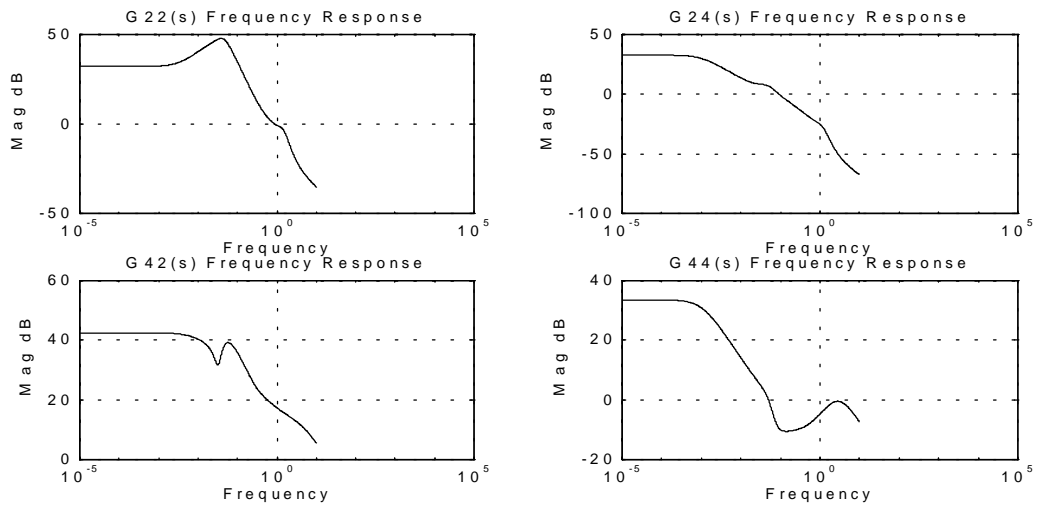 G22(s) Frequency Response
50
0
-50
Mag dB
10^-5
10^0
10^5
Frequency
G24(s) Frequency Response
50
0
-50
-100
Mag dB
10^-5
10^0
10^5
Frequency
G42(s) Frequency Response
60
40
20
0
Mag dB
10^-5
10^0
10^5
Frequency
G44(s) Frequency Response
40
20
0
-20
Mag dB
10^-5
10^0
10^5
Frequency